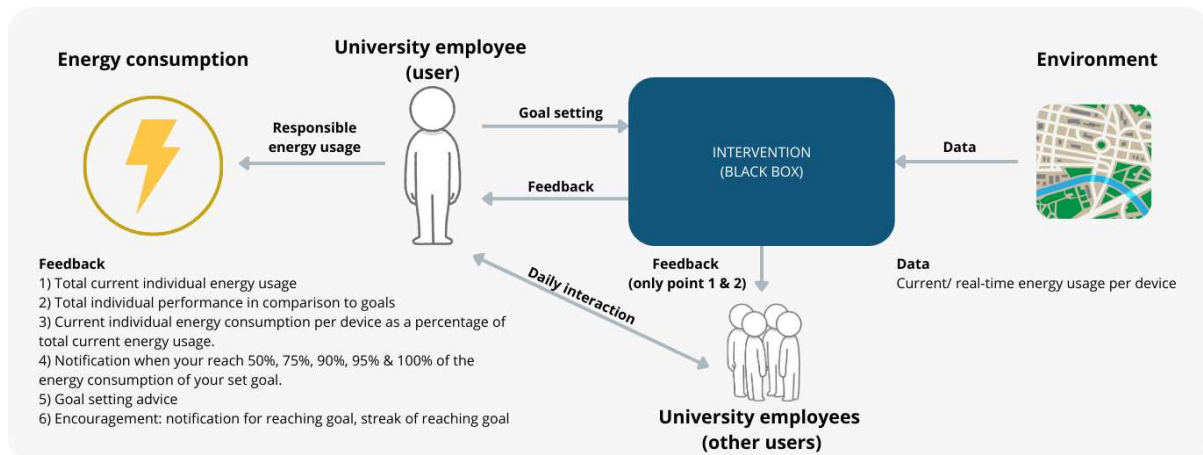 Energy consumption
University employee
(user)
Environment
Responsible
energy usage
Goal setting
Feedback
INTERVENTION
(BLACK BOX)
Data
Daily interaction
Feedback
(only point 1 & 2)
University employees
(other users)
Feedback
1) Total current individual energy usage
2) Total individual performance in comparison to goals
3) Current individual energy consumption per device as a percentage of
total current energy usage.
4) Notification when your reach 50%, 75%, 90%, 95% & 100% of the
energy consumption of your set goal.
5) Goal setting advice
6) Encouragement: notification for reaching goal, streak of reaching goal
Data
Current/ real-time energy usage per device